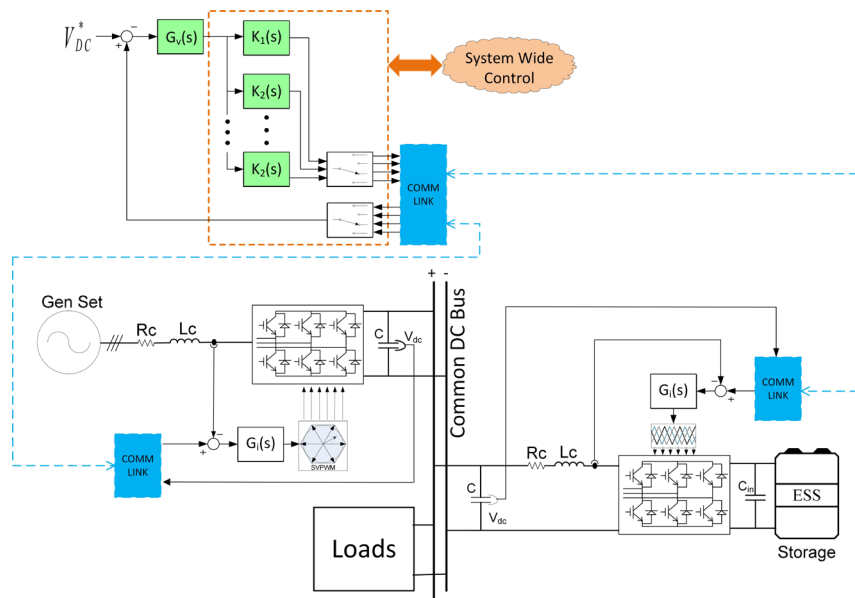 V*DC
−
+
Gv(s)
K1(s)
K2(s)
K2(s)
System Wide
Control
COMM
LINK
Gen Set
Rc
Lc
C
Vdc
+ -
Common DC Bus
COMM
LINK
−
+
Gi(s)
SVPWM
Loads
C
Vdc
Rc
Lc
Gi(s)
−
+
COMM
LINK
Cin
ESS
Storage